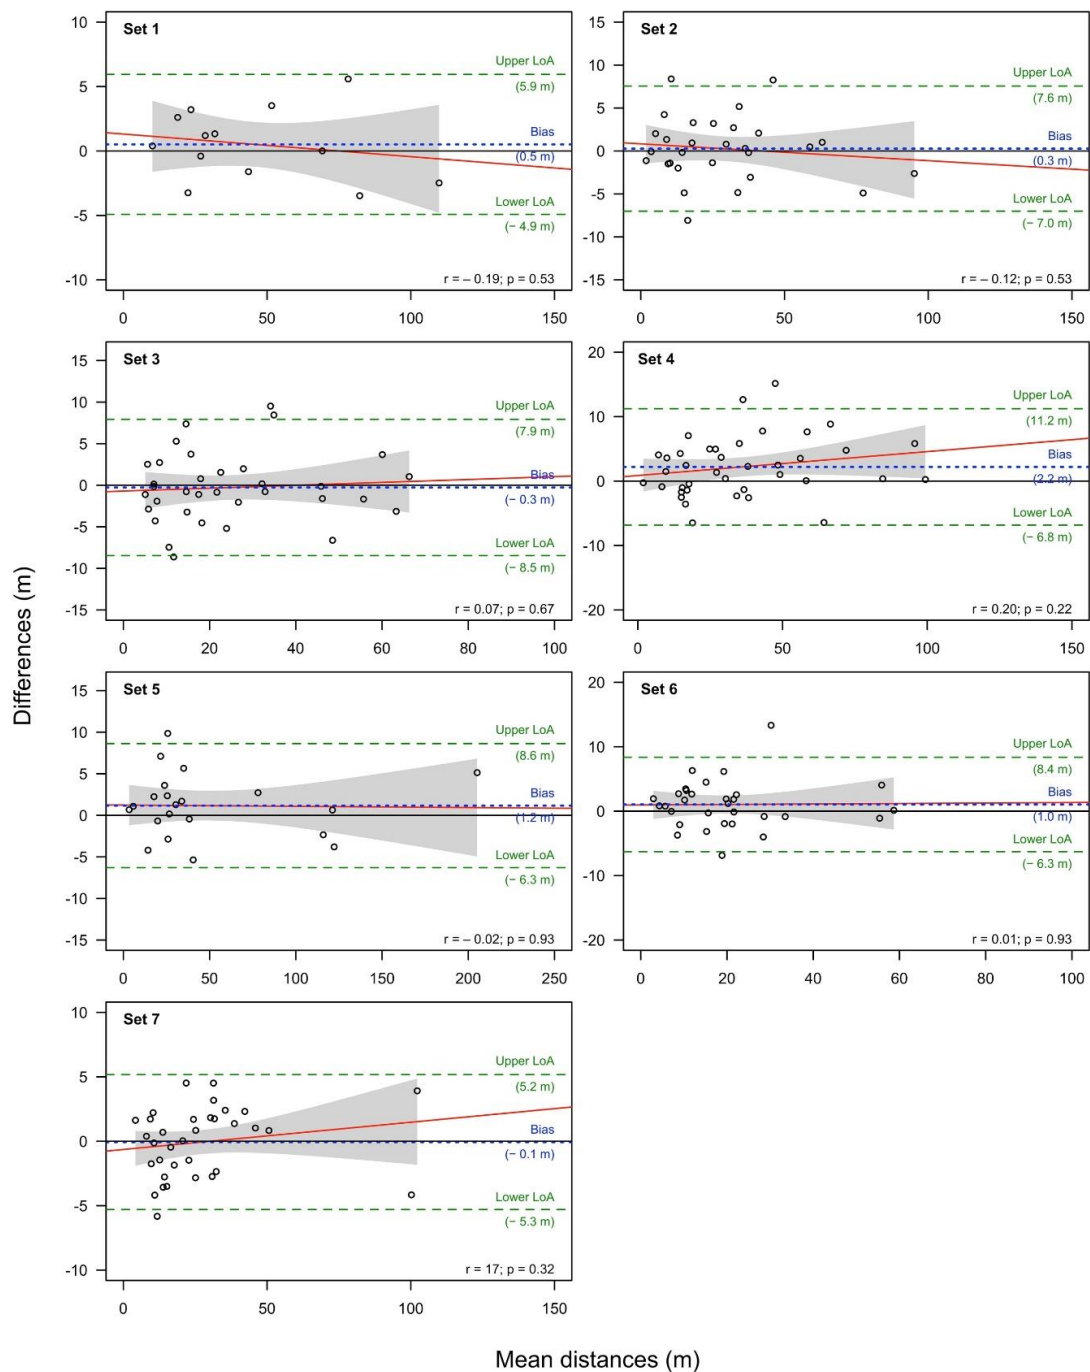 Set 1
Upper LoA
(5.9 m)
Bias
(0.5 m)
Lower LoA
(– 4.9 m)
r = – 0.19; p = 0.53
10
5
0
-5
-10
0 50 100 150
Set 2
Upper LoA
(7.6 m)
Bias
(0.3 m)
Lower LoA
(– 7.0 m)
r = – 0.12; p = 0.53
15
10
5
0
-5
-10
-15
0 50 100 150
Set 3
Upper LoA
(7.9 m)
Bias
(– 0.3 m)
Lower LoA
(– 8.5 m)
r = 0.07; p = 0.67
15
10
5
0
-5
-10
-15
0 20 40 60 80 100
Set 4
Upper LoA
(11.2 m)
Bias
(2.2 m)
Lower LoA
(– 6.8 m)
r = 0.20; p = 0.22
20
10
0
-10
-20
0 50 100 150
Set 5
Upper LoA
(8.6 m)
Bias
(1.2 m)
Lower LoA
(– 6.3 m)
r = – 0.02; p = 0.93
15
10
5
0
-5
-10
-15
0 50 100 150 200 250
Set 6
Upper LoA
(8.4 m)
Bias
(1.0 m)
Lower LoA
(– 6.3 m)
r = 0.01; p = 0.93
20
10
0
-10
-20
0 20 40 60 80 100
Set 7
Upper LoA
(5.2 m)
Bias
(– 0.1 m)
Lower LoA
(– 5.3 m)
r = 17; p = 0.32
10
5
0
-5
-10
0 50 100 150
Differences (m)
Mean distances (m)